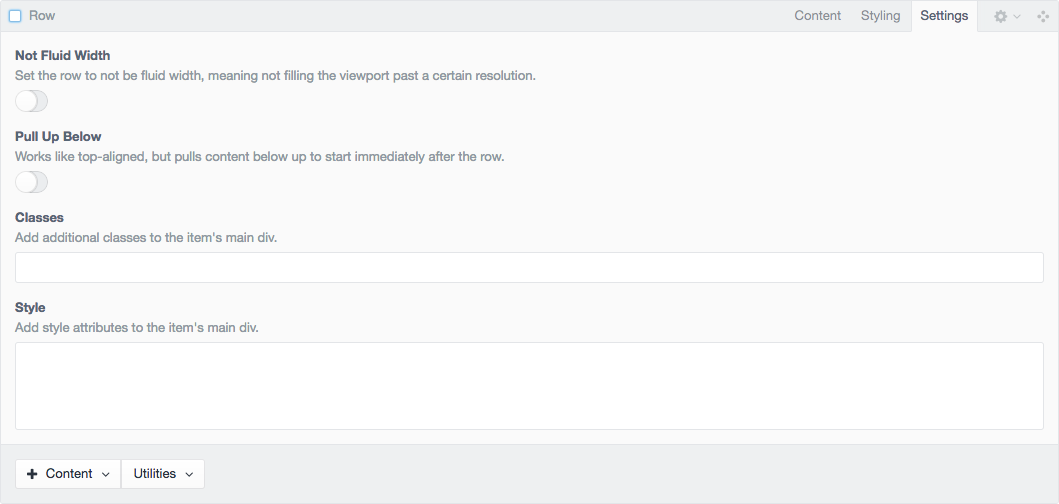 Row Content Styling Settings
Not Fluid Width
Set the row to not be fluid width, meaning not filling the viewport past a certain resolution.
Pull Up Below
Works like top-aligned, but pulls content below up to start immediately after the row.
Classes
Add additional classes to the item's main div.
Style
Add style attributes to the item's main div.
Content Utilities